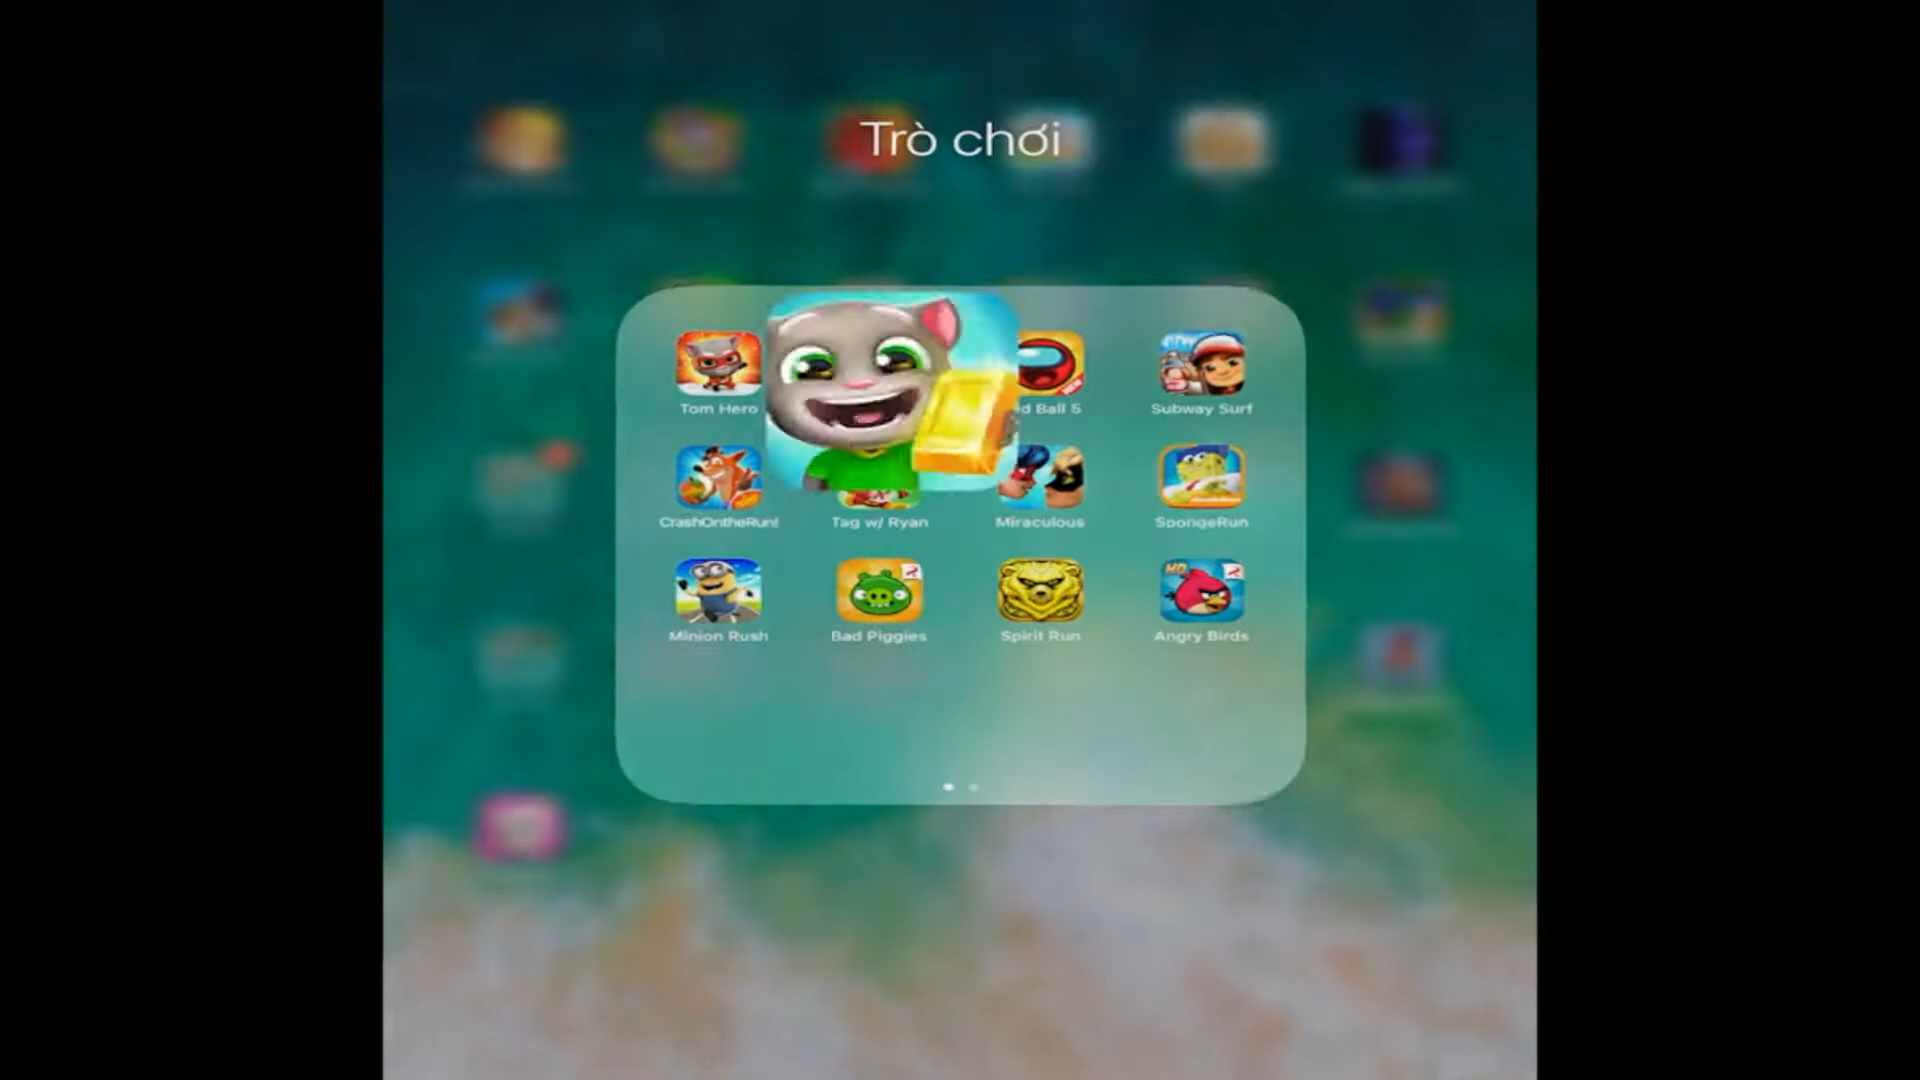 Trò chơi
Tom Hero
ed Ball 5
Subway Surf
CrashOntheRun!
Tag w/ Ryan
Miraculous
SpongeRun
Minion Rush
Bad Piggies
Spirit Run
Angry Birds